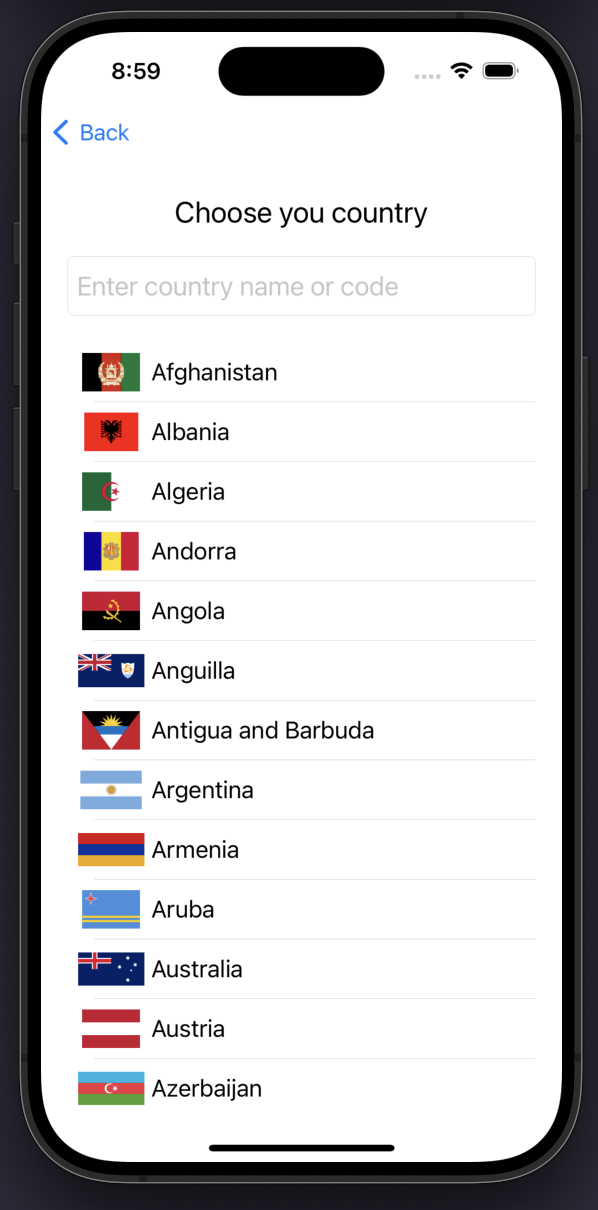 8:59
Back
Choose you country
Enter country name or code
Afghanistan
Albania
Algeria
Andorra
Angola
Anguilla
Antigua and Barbuda
Argentina
Armenia
Aruba
Australia
Austria
Azerbaijan